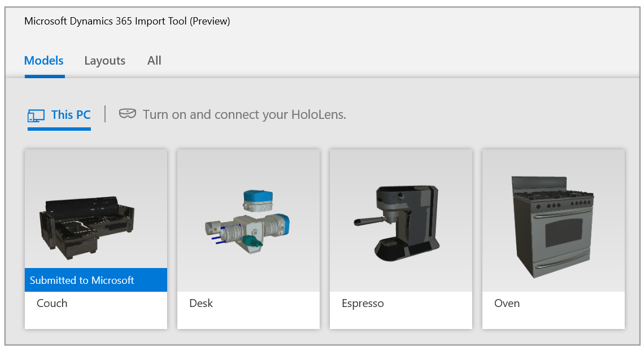 Microsoft Dynamics 365 Import Tool (Preview)
Models Layouts All
This PC Turn on and connect your HoloLens.
Submitted to Microsoft
Couch Desk Espresso Oven